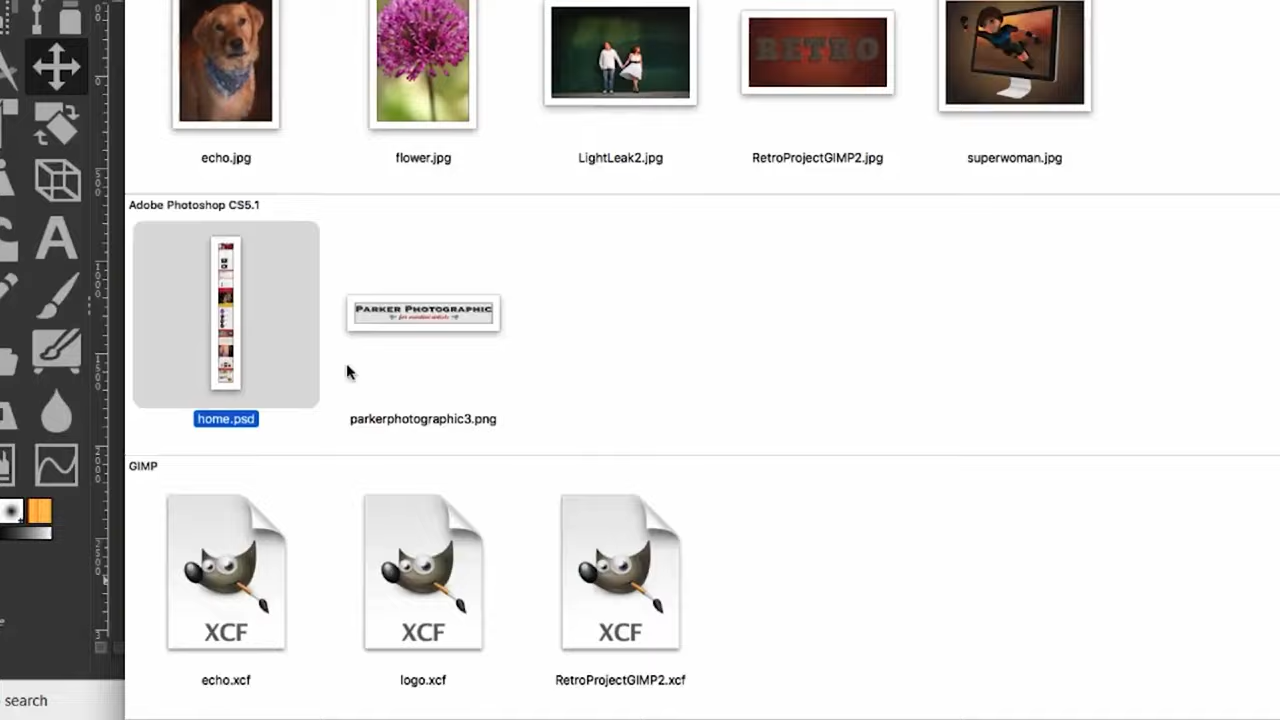 RETRO
echo.jpg
flower.jpg
LightLeak2.jpg
RetroProjectGIMP2.jpg
superwoman.jpg
Adobe Photoshop CS5.1
PARKER PHOTOGRAPHIC
home.psd
parkerphotographic3.png
GIMP
XCF
XCF
XCF
echo.xcf
logo.xcf
RetroProjectGIMP2.xcf
search